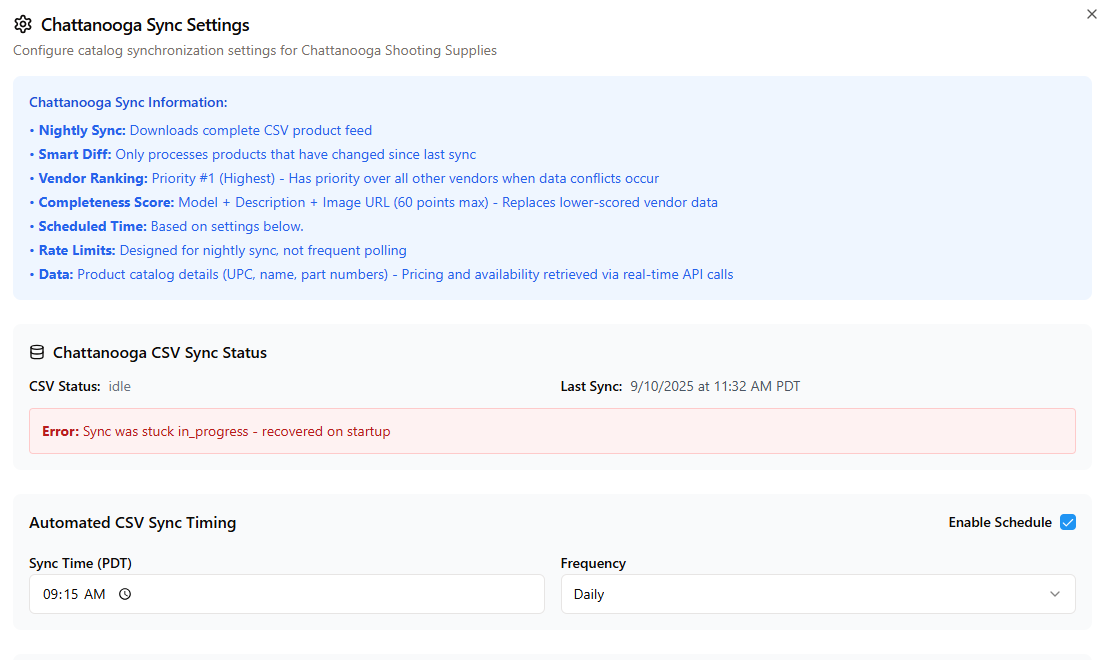 Chattanooga Sync Settings
Configure catalog synchronization settings for Chattanooga Shooting Supplies
Chattanooga Sync Information:
• Nightly Sync: Downloads complete CSV product feed
• Smart Diff: Only processes products that have changed since last sync
• Vendor Ranking: Priority #1 (Highest) - Has priority over all other vendors when data conflicts occur
• Completeness Score: Model + Description + Image URL (60 points max) - Replaces lower-scored vendor data
• Scheduled Time: Based on settings below.
• Rate Limits: Designed for nightly sync, not frequent polling
• Data: Product catalog details (UPC, name, part numbers) - Pricing and availability retrieved via real-time API calls
Chattanooga CSV Sync Status
CSV Status: idle
Last Sync: 9/10/2025 at 11:32 AM PDT
Error: Sync was stuck in_progress - recovered on startup
Automated CSV Sync Timing
Enable Schedule
Sync Time (PDT)
Frequency
09:15 AM
Daily